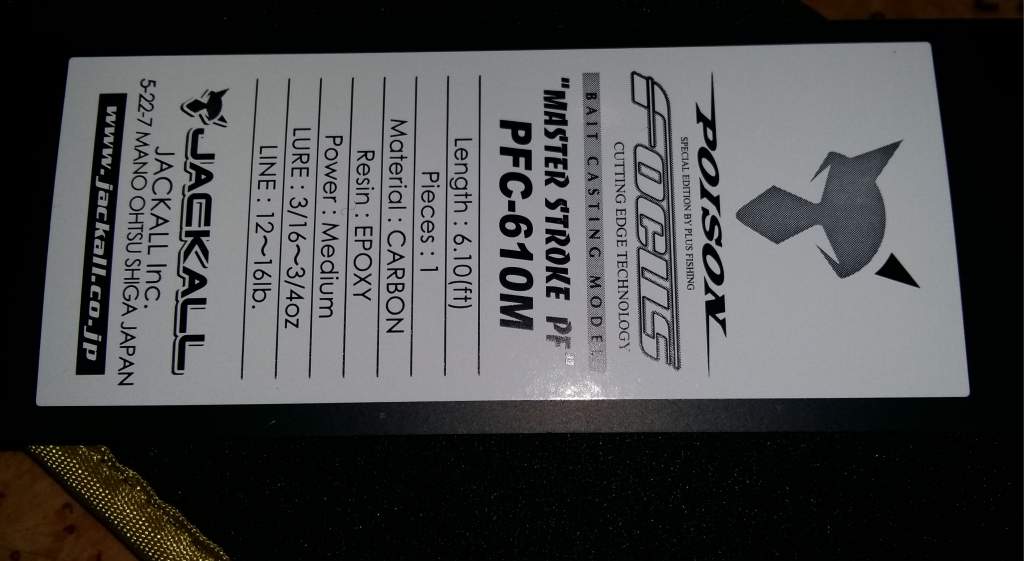 POISON
SPECIAL EDITION BY PLUS FISHING
Focus
CUTTING EDGE TECHNOLOGY
BAIT CASTING MODEL
"MASTER STROKE PF"
PFC-610M
Length : 6.10(ft)
Pieces : 1
Material : CARBON
Resin : EPOXY
Power : Medium
LURE : 3/16~3/4oz
LINE : 12~16lb.
JACKALL
JACKALL Inc.
5-22-7 MANO OHTSU SHIGA JAPAN
www.jackall.co.jp